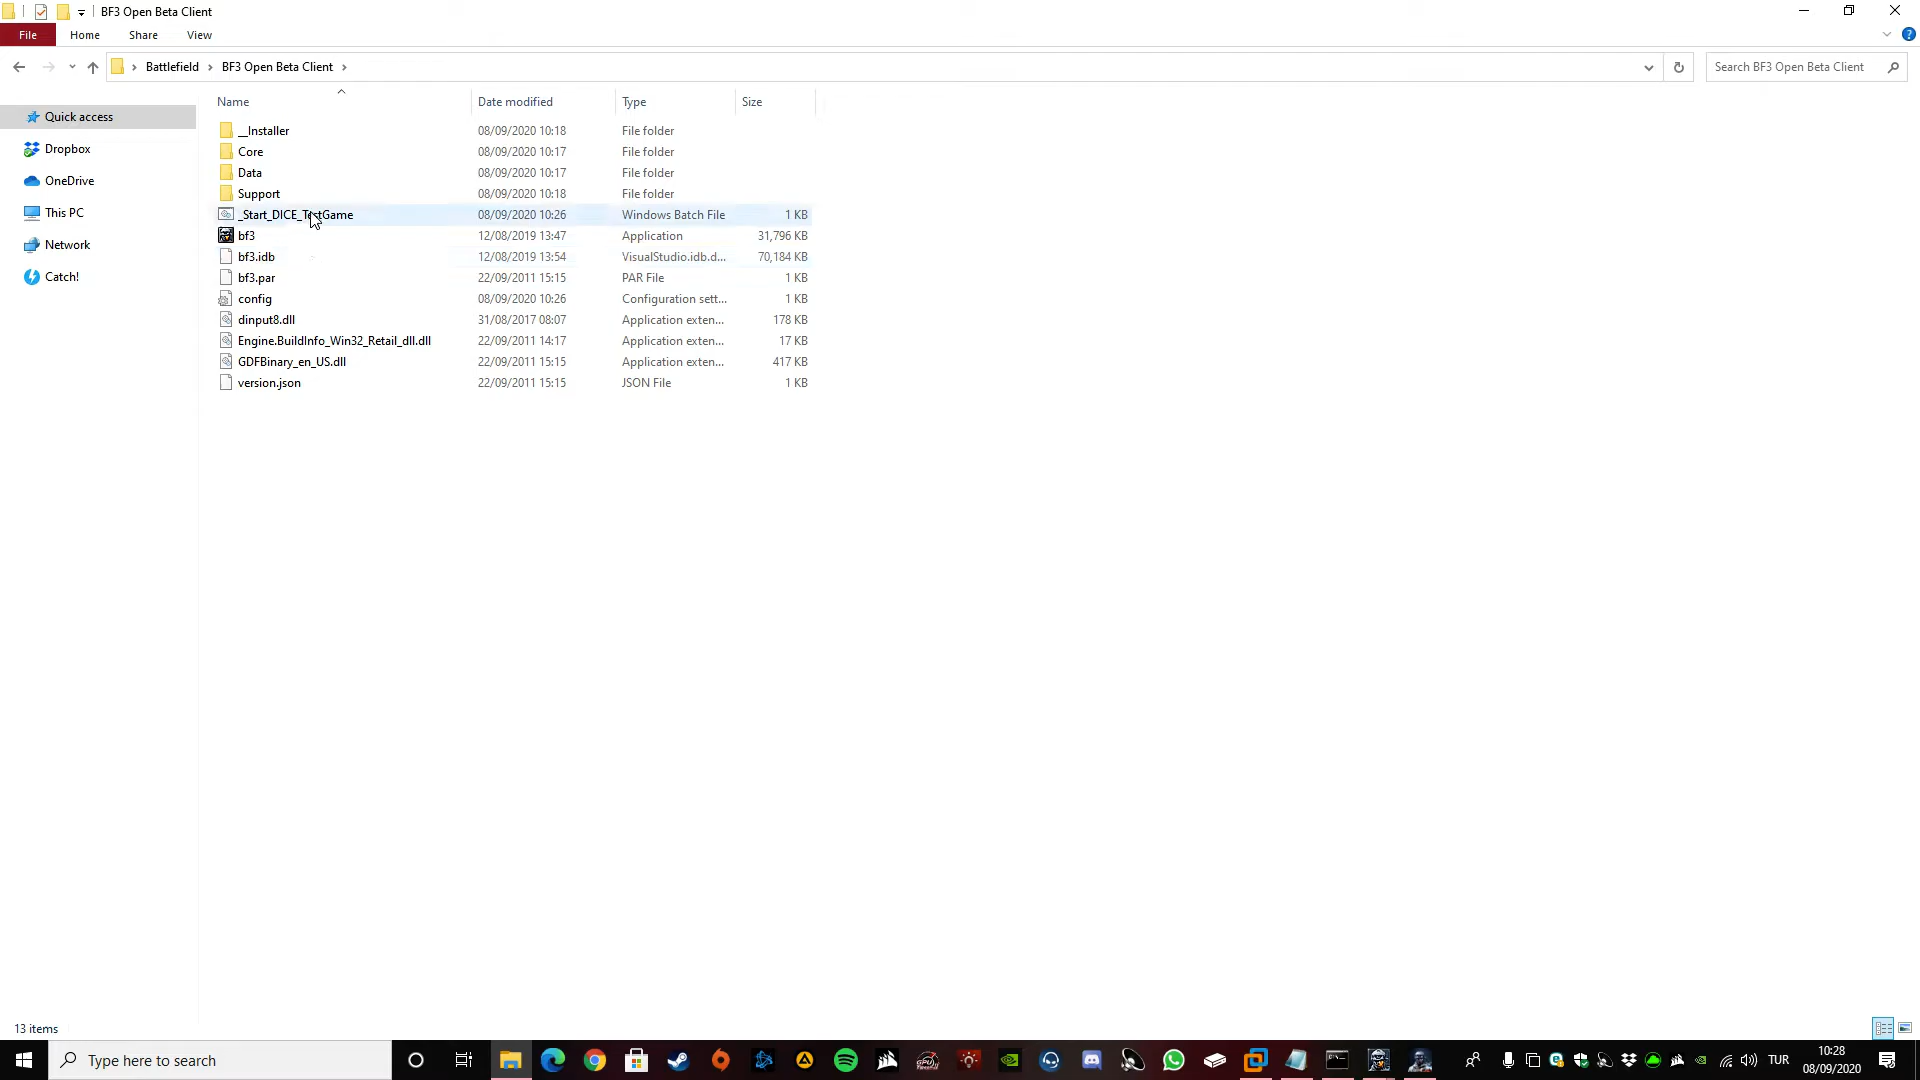 BF3 Open Beta Client
File Home Share View
Battlefield BF3 Open Beta Client
Search BF3 Open Beta Client
Quick access
Dropbox
OneDrive
This PC
Network
Catch!
Name Date modified Type Size
__Installer 08/09/2020 10:18 File folder
Core 08/09/2020 10:17 File folder
Data 08/09/2020 10:17 File folder
Support 08/09/2020 10:18 File folder
_Start_DICE_TestGame 08/09/2020 10:26 Windows Batch File 1 KB
bf3 12/08/2019 13:47 Application 31,796 KB
bf3.idb 12/08/2019 13:54 VisualStudio.idb.d... 70,184 KB
bf3.par 22/09/2011 15:15 PAR File 1 KB
config 08/09/2020 10:26 Configuration sett... 1 KB
dinput8.dll 31/08/2017 08:07 Application exten... 178 KB
Engine.BuildInfo_Win32_Retail_dll.dll 22/09/2011 14:17 Application exten... 17 KB
GDFBinary_en_US.dll 22/09/2011 15:15 Application exten... 417 KB
version.json 22/09/2011 15:15 JSON File 1 KB
13 items
Type here to search
TUR
10:28
08/09/2020